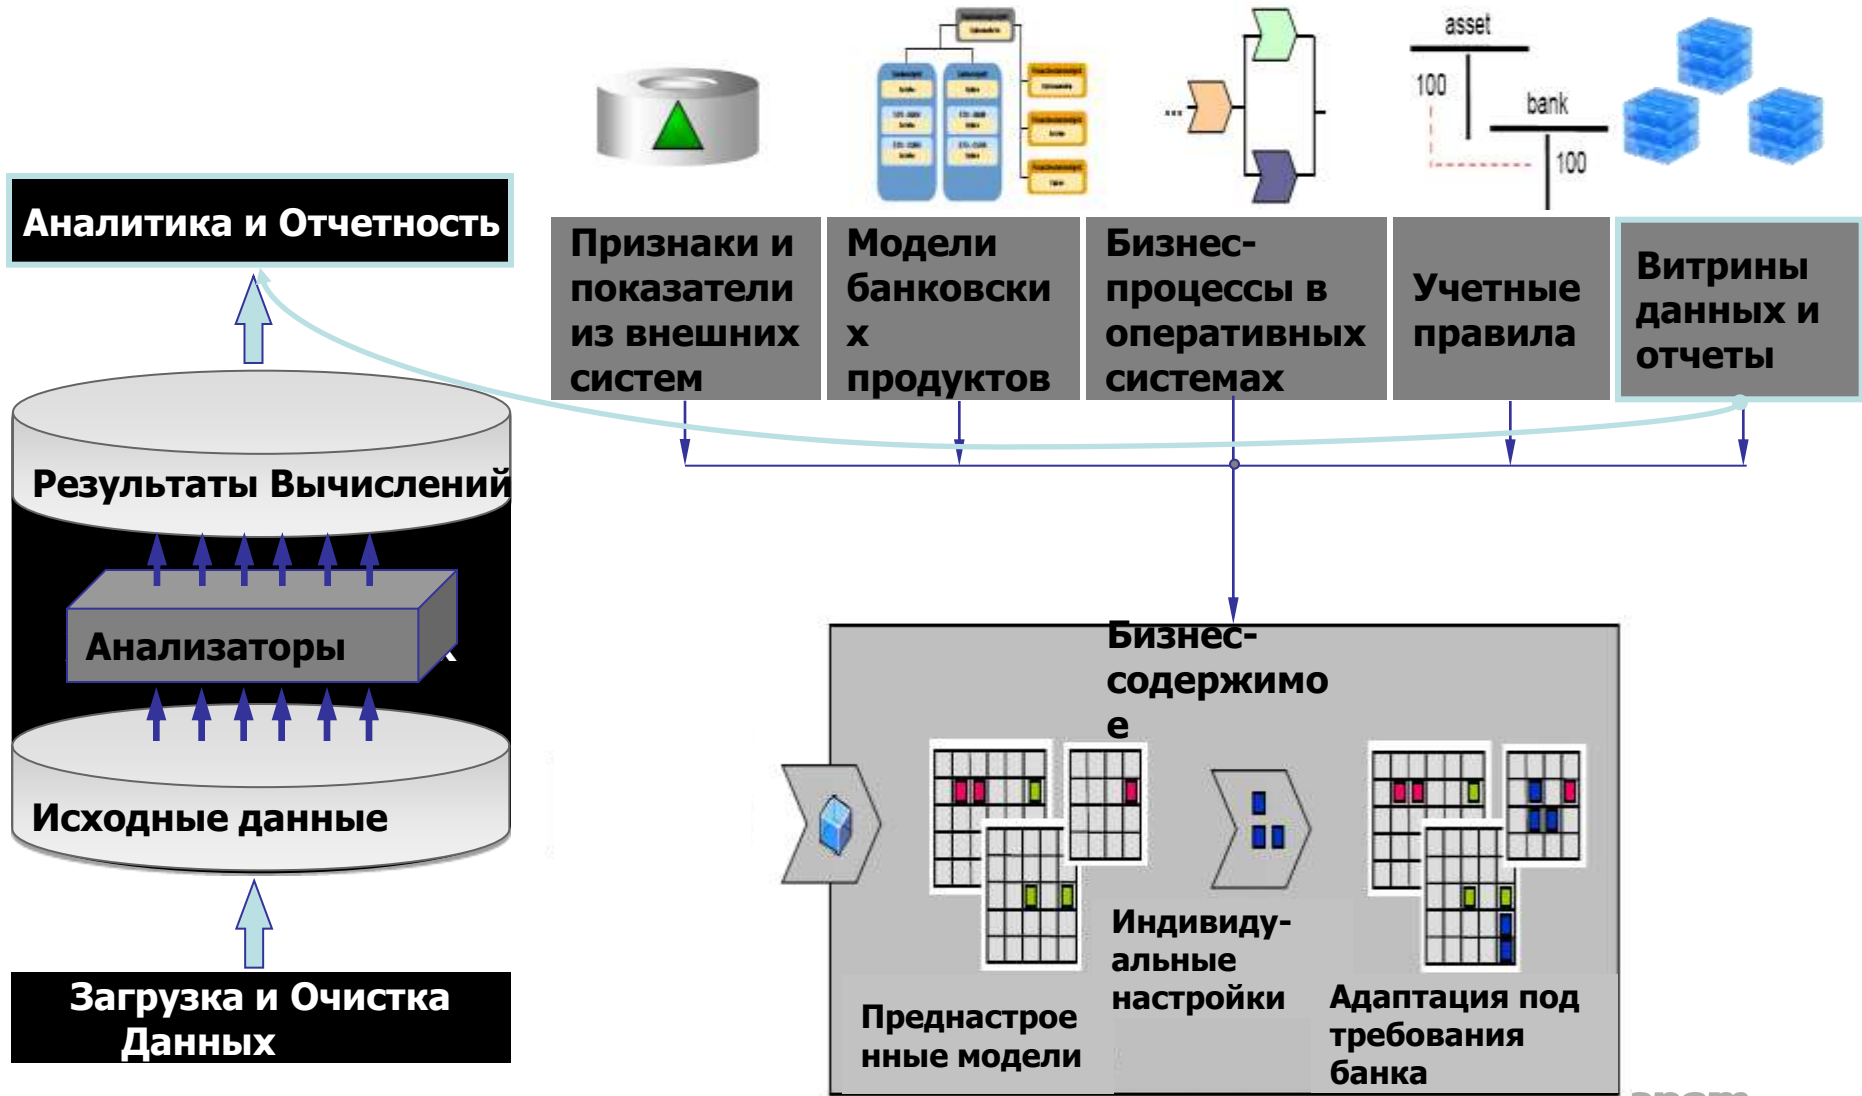 asset
100
bank
100
Аналитика и Отчетность
Признаки и
показатели
из внешних
систем
Модели
банковски
х
продуктов
Бизнес-
процессы в
оперативных
системах
Учетные
правила
Витрины
данных и
отчеты
Результаты Вычислений
Анализаторы
Исходные данные
Загрузка и Очистка
Данных
Бизнес-
содержимо
е
Преднастрое
нные модели
Индивиду-
альные
настройки
Адаптация под
требования
банка